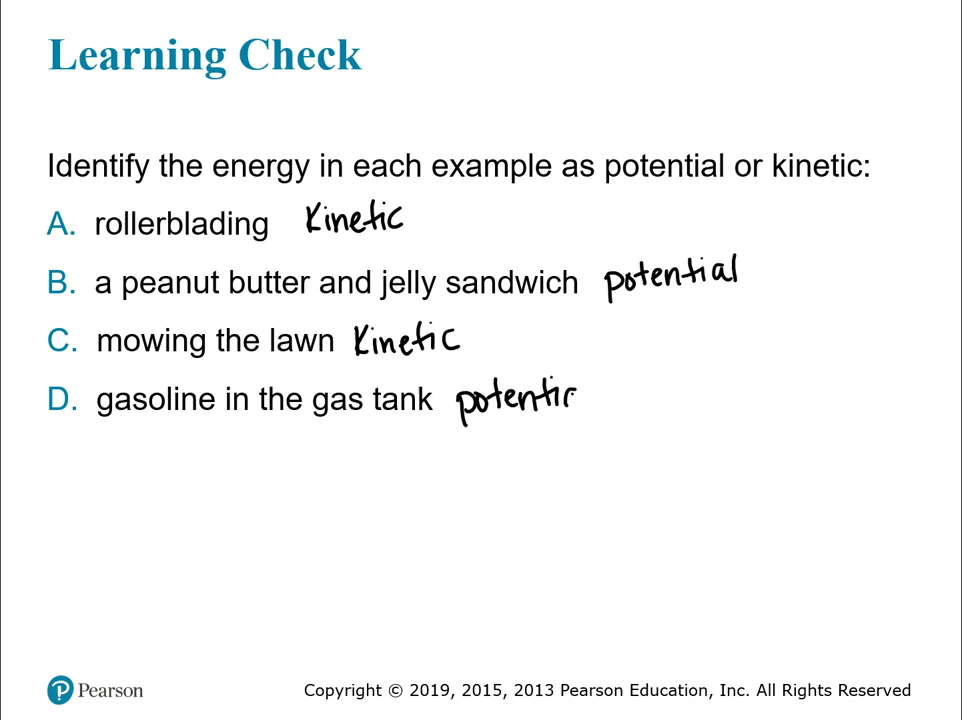 Learning Check
Identify the energy in each example as potential or kinetic:
A. rollerblading Kinetic
B. a peanut butter and jelly sandwich potential
C. mowing the lawn Kinetic
D. gasoline in the gas tank
Pearson Copyright © 2019, 2015, 2013 Pearson Education, Inc. All Rights Reserved